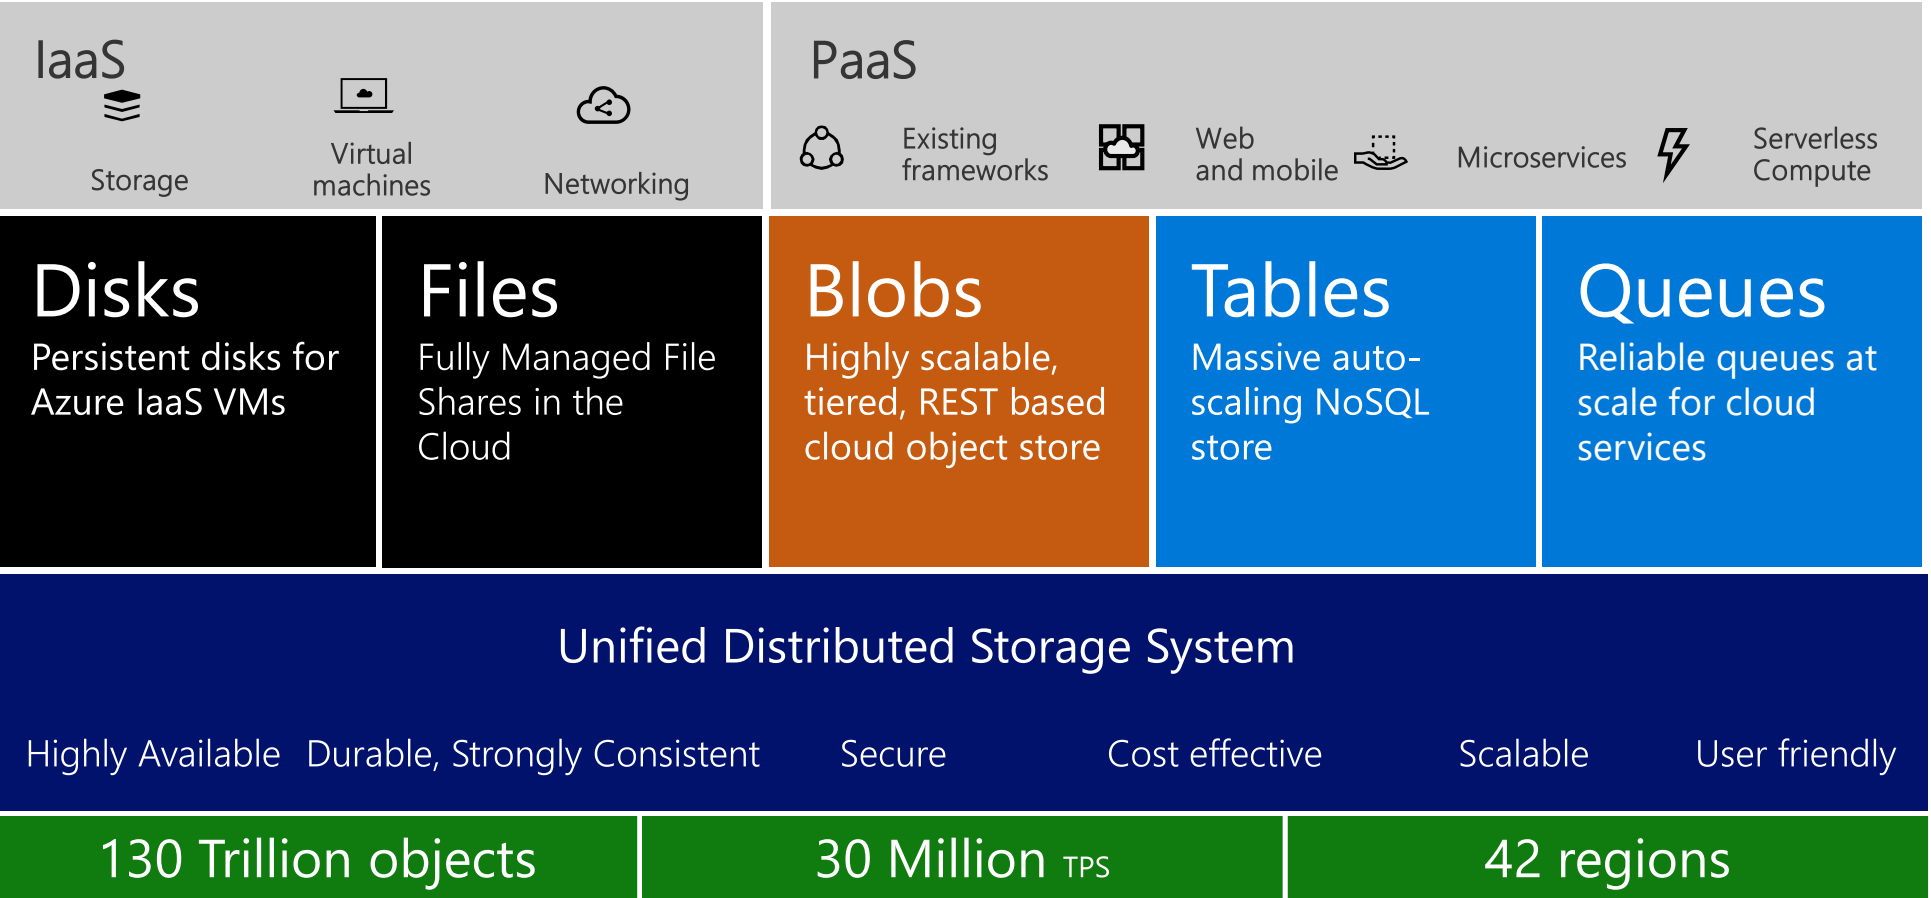 IaaS
Storage
Virtual
machines
Networking
PaaS
Existing
frameworks
Web
and mobile
Microservices
Serverless
Compute
Disks
Persistent disks for
Azure IaaS VMs
Files
Fully Managed File
Shares in the
Cloud
Blobs
Highly scalable,
tiered, REST based
cloud object store
Tables
Massive auto-
scaling NoSQL
store
Queues
Reliable queues at
scale for cloud
services
Unified Distributed Storage System
Highly Available
Durable, Strongly Consistent
Secure
Cost effective
Scalable
User friendly
130 Trillion objects
30 Million TPS
42 regions